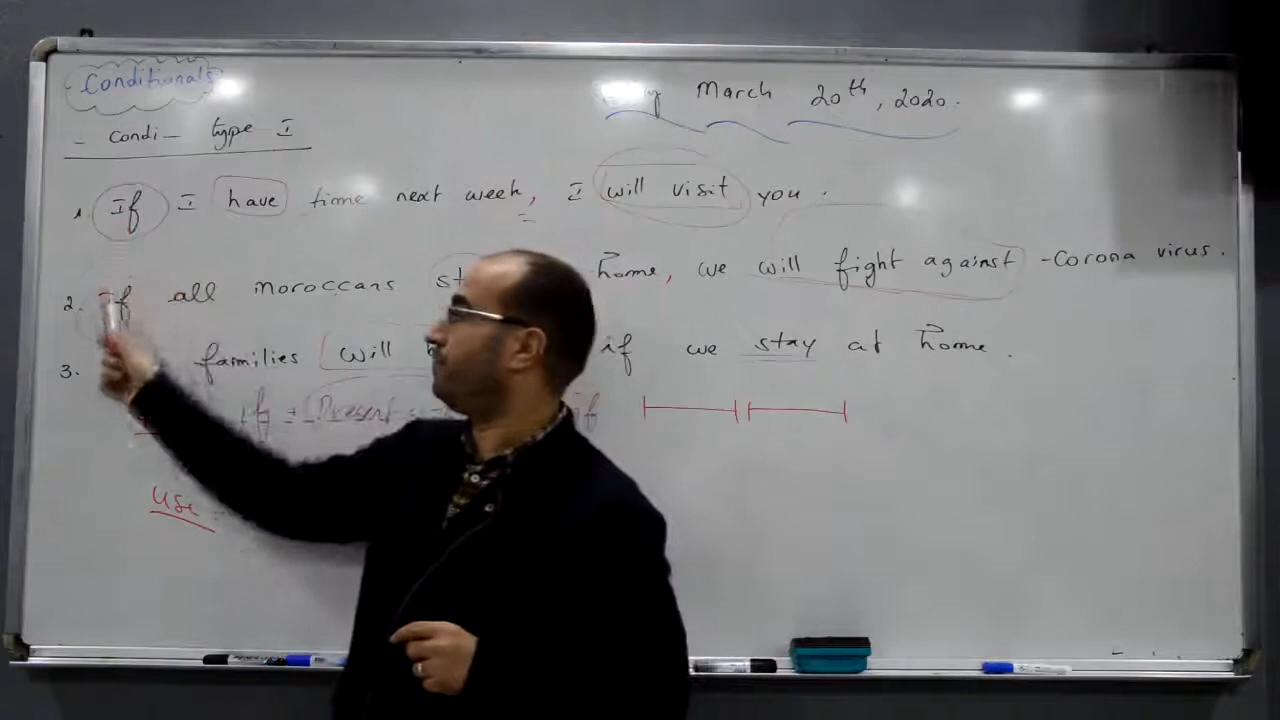 Conditionals
March 20th, 2020.
- Condi- type I
1. If I have time next week, I will visit you.
2. If all moroccans home, we will fight against -Corona virus.
3. families will if we stay at home.
Present if
Use